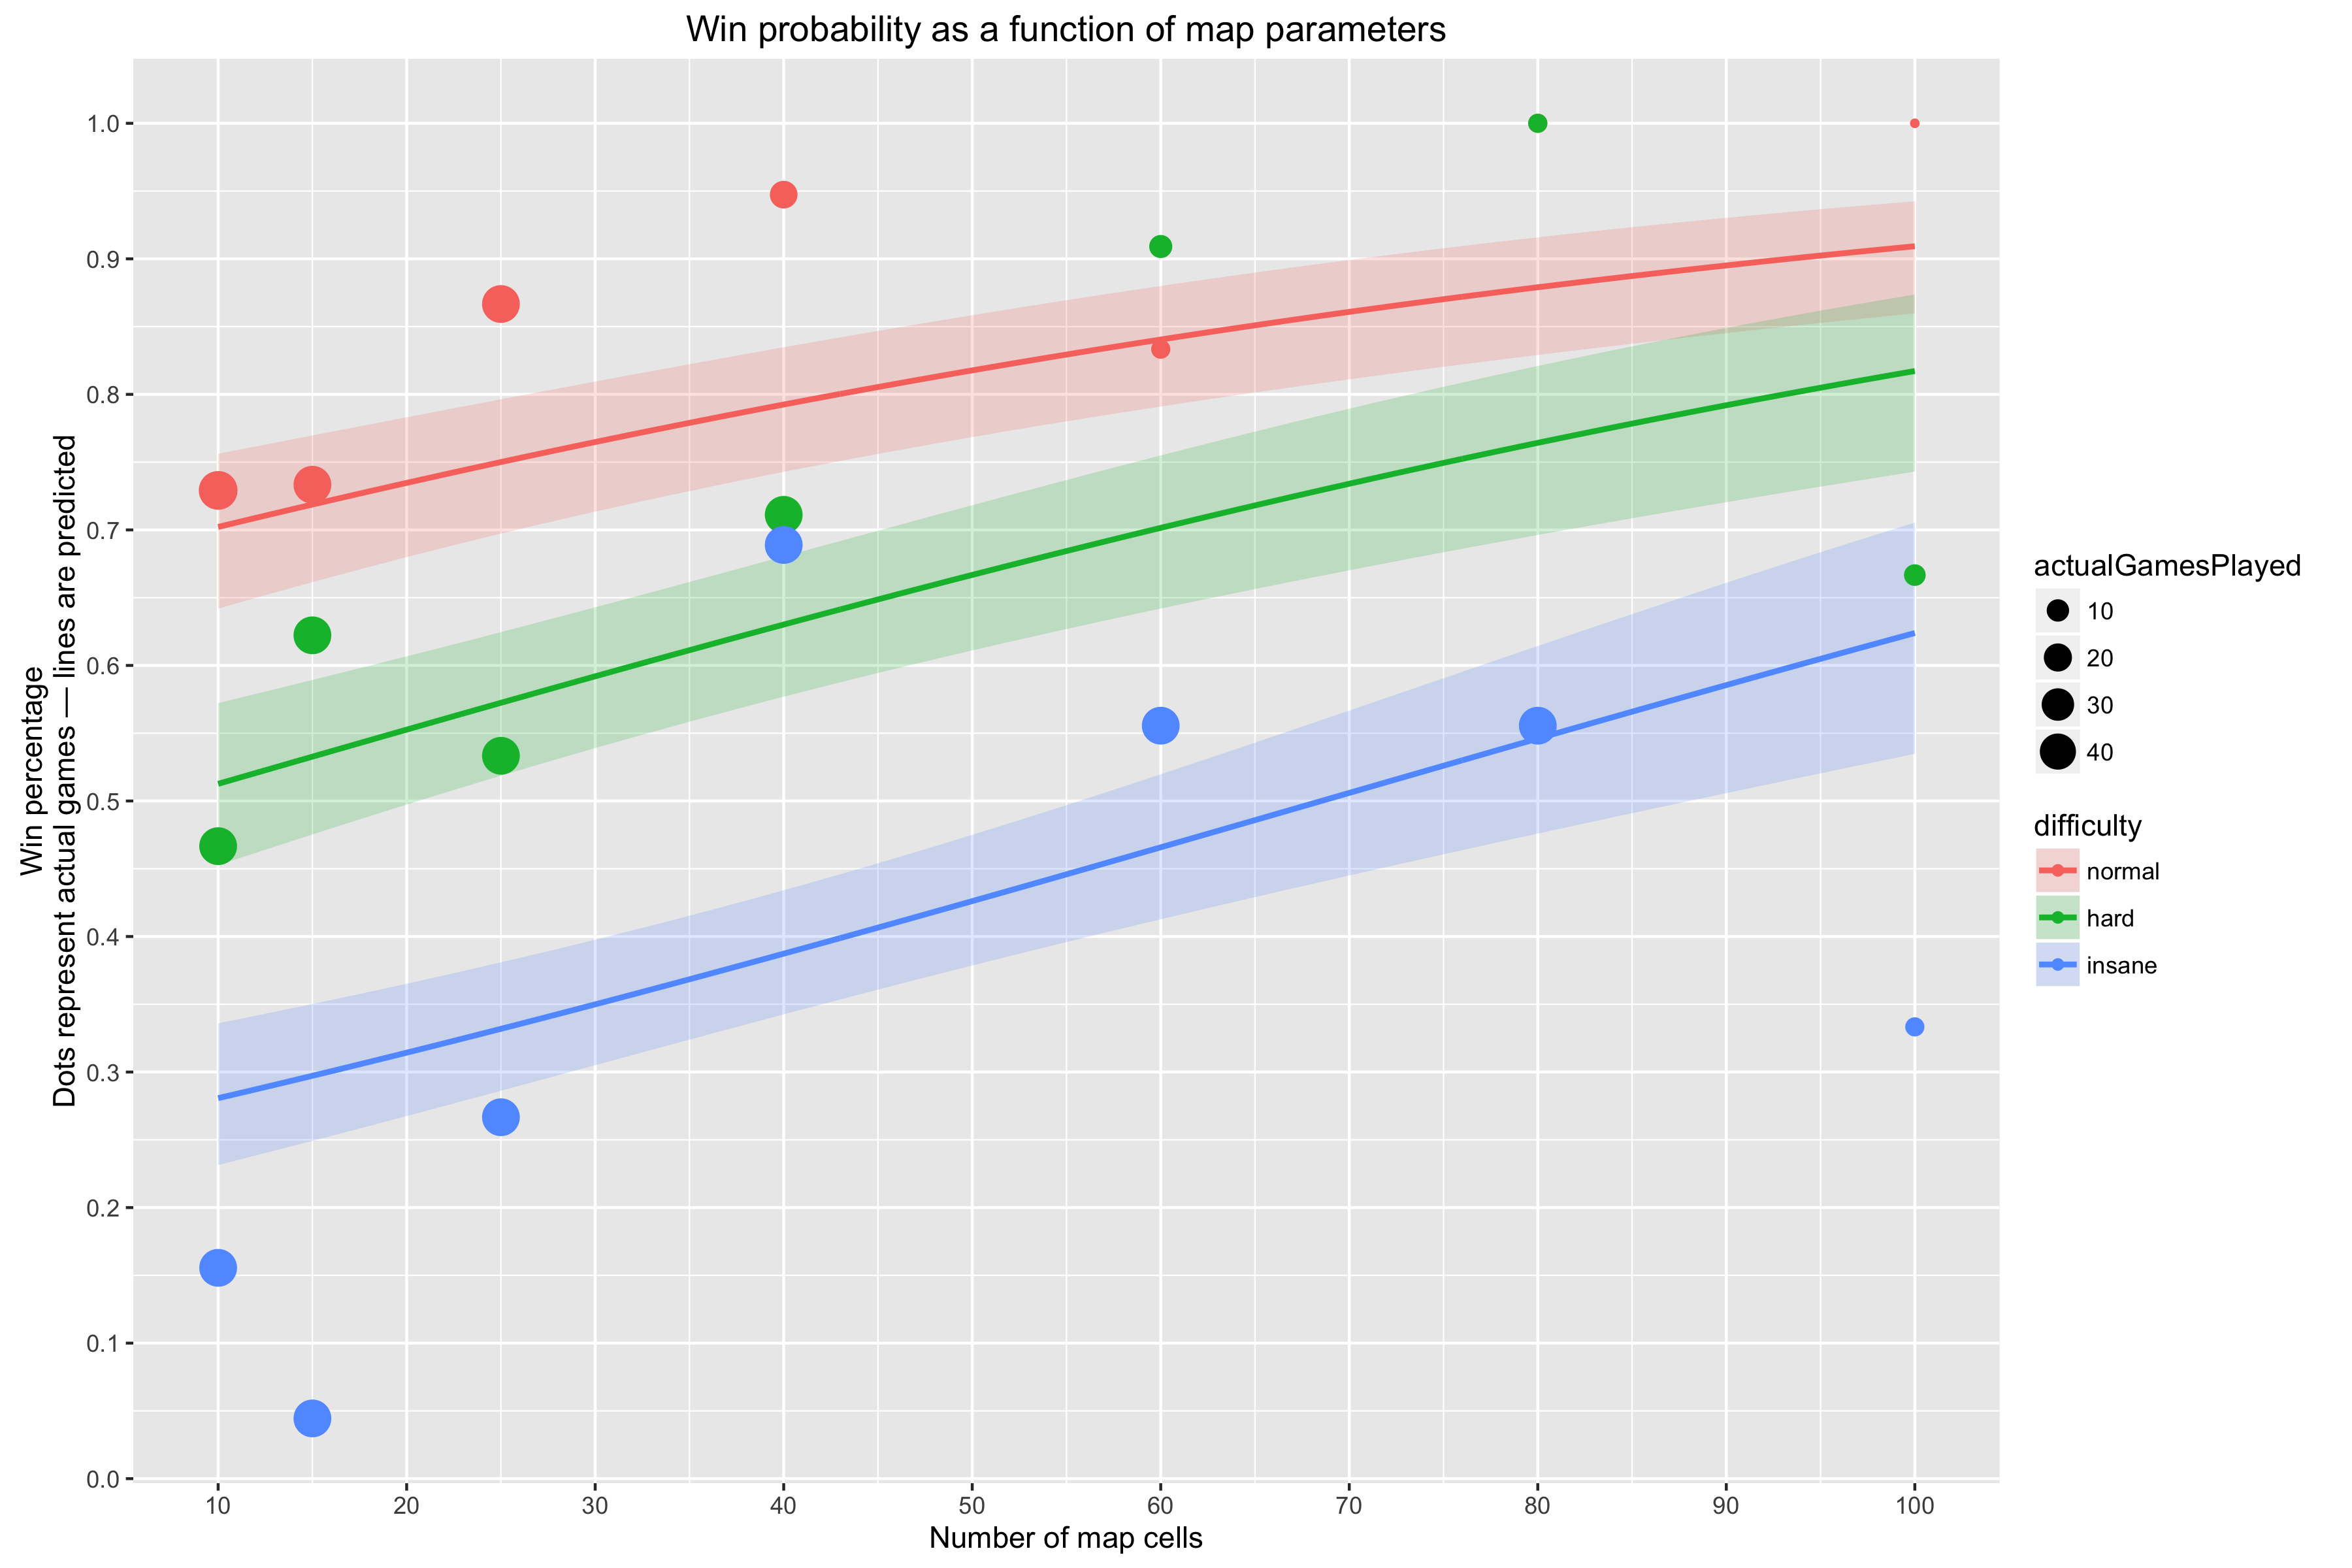 Win probability as a function of map parameters
Win percentage
Dots represent actual games — lines are predicted
1.0
0.9
0.8
0.7
0.6
0.5
0.4
0.3
0.2
0.1
0.0
10 20 30 40 50 60 70 80 90 100
Number of map cells
actualGamesPlayed
10
20
30
40
difficulty
normal
hard
insane